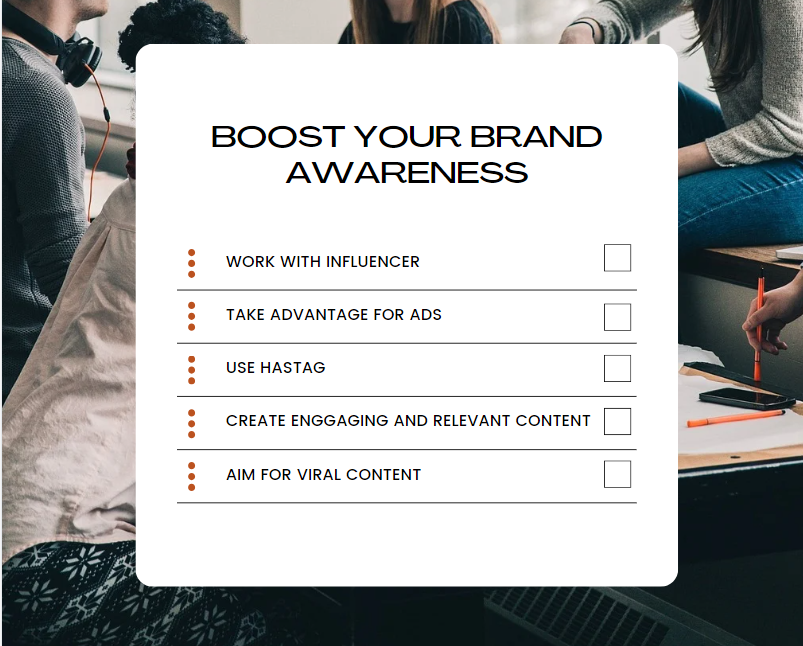 BOOST YOUR BRAND
AWARENESS
WORK WITH INFLUENCER
TAKE ADVANTAGE FOR ADS
USE HASTAG
CREATE ENGGAGING AND RELEVANT CONTENT
AIM FOR VIRAL CONTENT